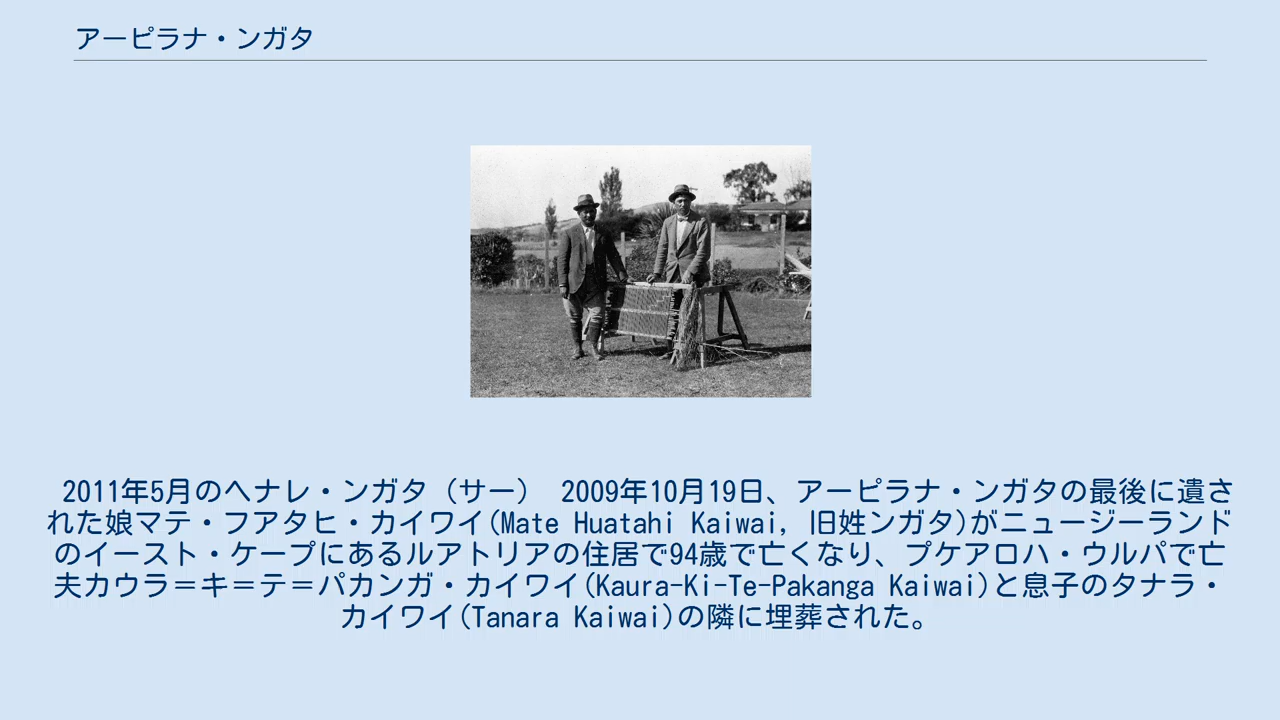 アーピラナ・ンガタ
2011年5月のヘナレ・ンガタ（サー） 2009年10月19日、アーピラナ・ンガタの最後に遺さ
れた娘マテ・フアタヒ・カイワイ(Mate Huatahi Kaiwai, 旧姓ンガタ)がニュージーランド
のイースト・ケープにあるルアトリアの住居で94歳で亡くなり、プケアロハ・ウルパで亡
夫カウラ＝キ＝テ＝パカンガ・カイワイ(Kaura-Ki-Te-Pakanga Kaiwai)と息子のタナラ・
カイワイ(Tanara Kaiwai)の隣に埋葬された。